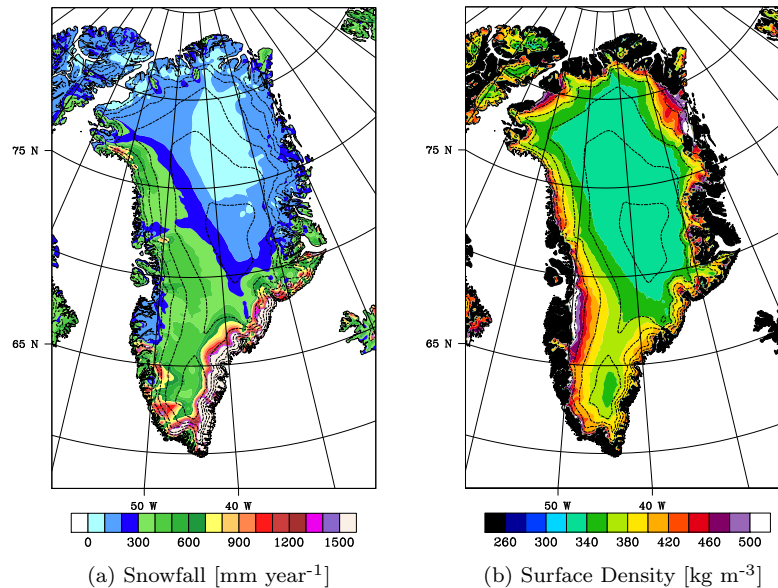 75 N
65 N
50 W 40 W
0 300 600 900 1200 1500
(a) Snowfall [mm year-1]
75 N
65 N
50 W 40 W
260 300 340 380 420 460 500
(b) Surface Density [kg m-3]